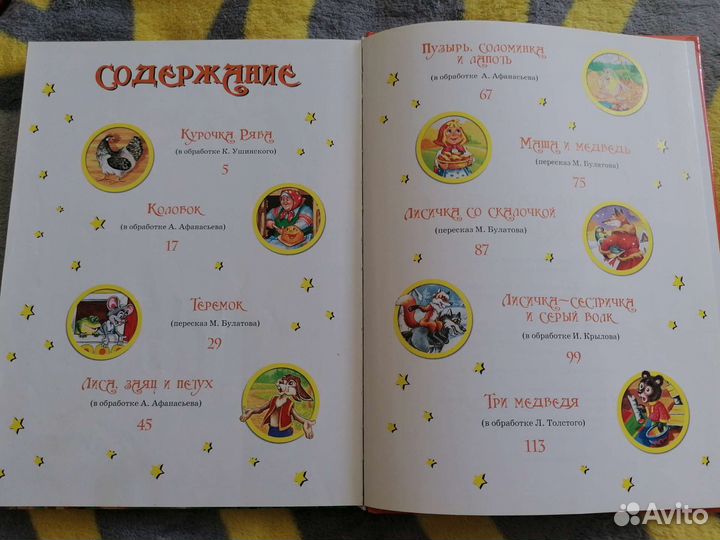 Содержание
Курочка Ряба
(в обработке К. Ушинского)
5
Колобок
(в обработке А. Афанасьева)
17
Теремок
(пересказ М. Булатова)
29
Лиса, заяц и петух
(в обработке А. Афанасьева)
45
Пузырь, Соломинка
и лапоть
(в обработке А. Афанасьева)
67
Маша и медведь
(пересказ М. Булатова)
75
Лисичка со скалочкой
(пересказ М. Булатова)
87
Лисичка-сестричка
и серый волк
(в обработке И. Крылова)
99
Три медведя
(в обработке Л. Толстого)
113
Avito